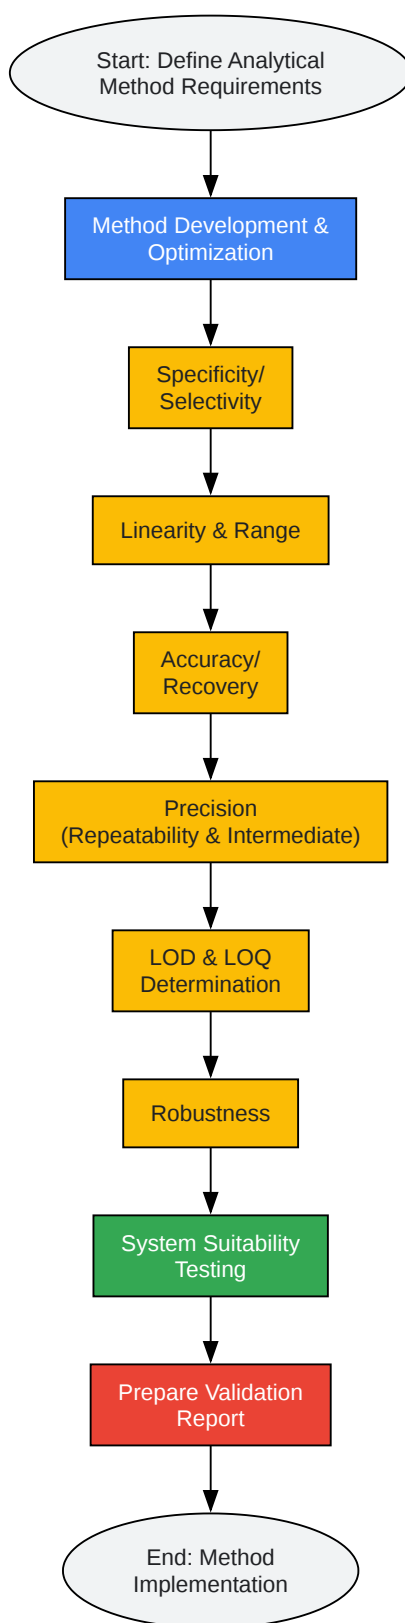 Start: Define Analytical
Method Requirements
Method Development &
Optimization
Specificity/
Selectivity
Linearity & Range
Accuracy/
Recovery
Precision
(Repeatability & Intermediate)
LOD & LOQ
Determination
Robustness
System Suitability
Testing
Prepare Validation
Report
End: Method
Implementation